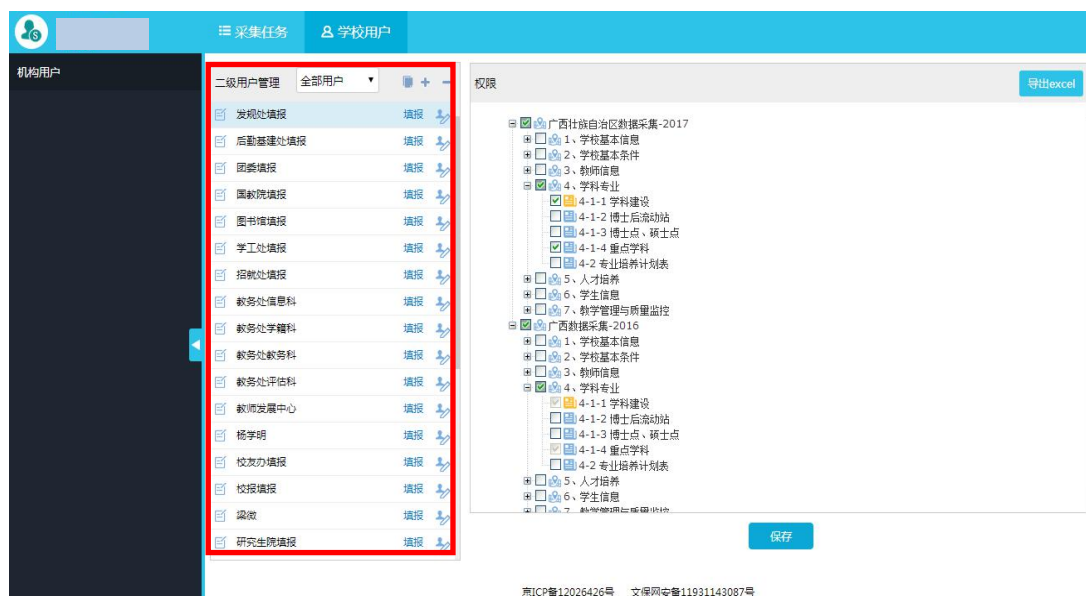 采集任务 学校用户
机构用户
二级用户管理 全部用户
发规处填报 填报
后勤基建处填报 填报
团委填报 填报
国教院填报 填报
图书馆填报 填报
学工处填报 填报
招就处填报 填报
教务处信息科 填报
教务处学籍科 填报
教务处教务科 填报
教务处评估科 填报
教师发展中心 填报
杨学明 填报
校友办填报 填报
校报填报 填报
梁微 填报
研究生院填报 填报
权限 导出excel
广西壮族自治区数据采集-2017
1、学校基本信息
2、学校基本条件
3、教师信息
4、学科专业
4-1-1 学科建设
4-1-2 博士后流动站
4-1-3 博士点、硕士点
4-1-4 重点学科
4-2 专业培养计划表
5、人才培养
6、学生信息
7、教学管理与质量监控
广西数据采集-2016
1、学校基本信息
2、学校基本条件
3、教师信息
4、学科专业
4-1-1 学科建设
4-1-2 博士后流动站
4-1-3 博士点、硕士点
4-1-4 重点学科
4-2 专业培养计划表
5、人才培养
6、学生信息
7、教学管理与质量监控
保存
京ICP备12026426号 文保网安备11931143087号